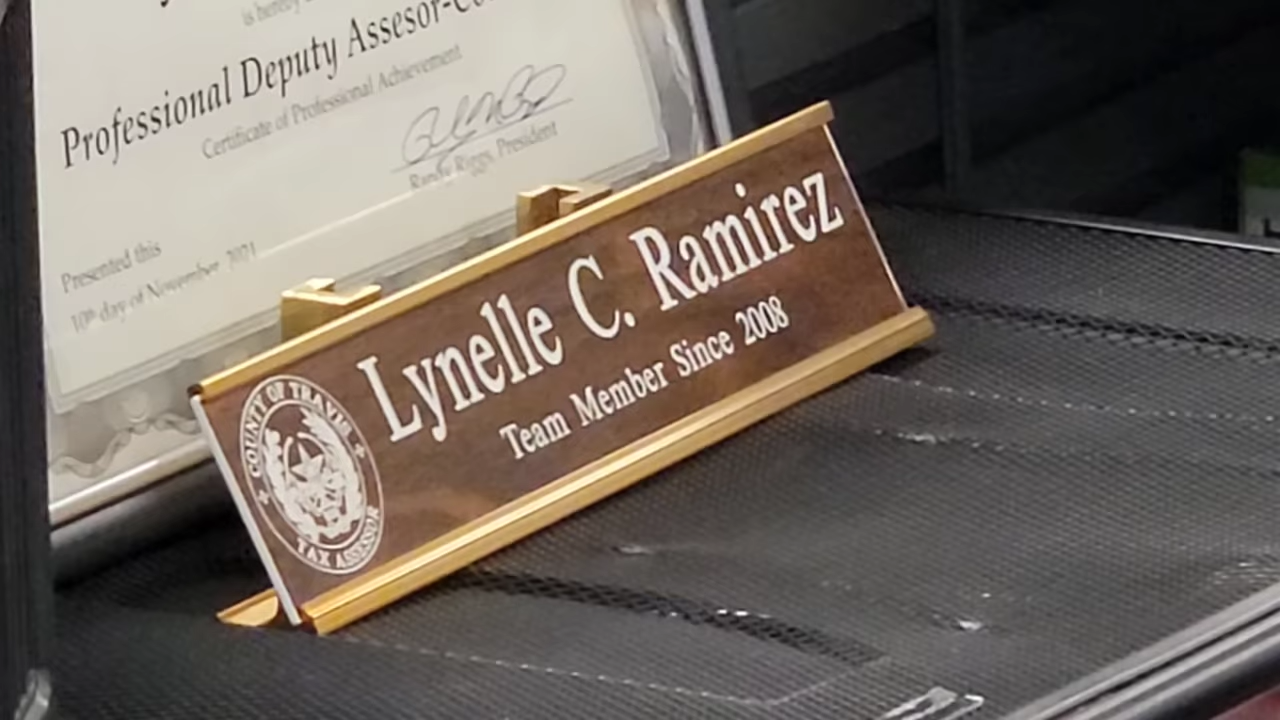 is hereby
Professional Deputy Assesor-Co
Certificate of Professional Achievement
Randy Riggs, President
Presented this
10th day of November 2021
Lynelle C. Ramirez
Team Member Since 2008
COUNTY OF TRAVIS
TAX ASSESSOR